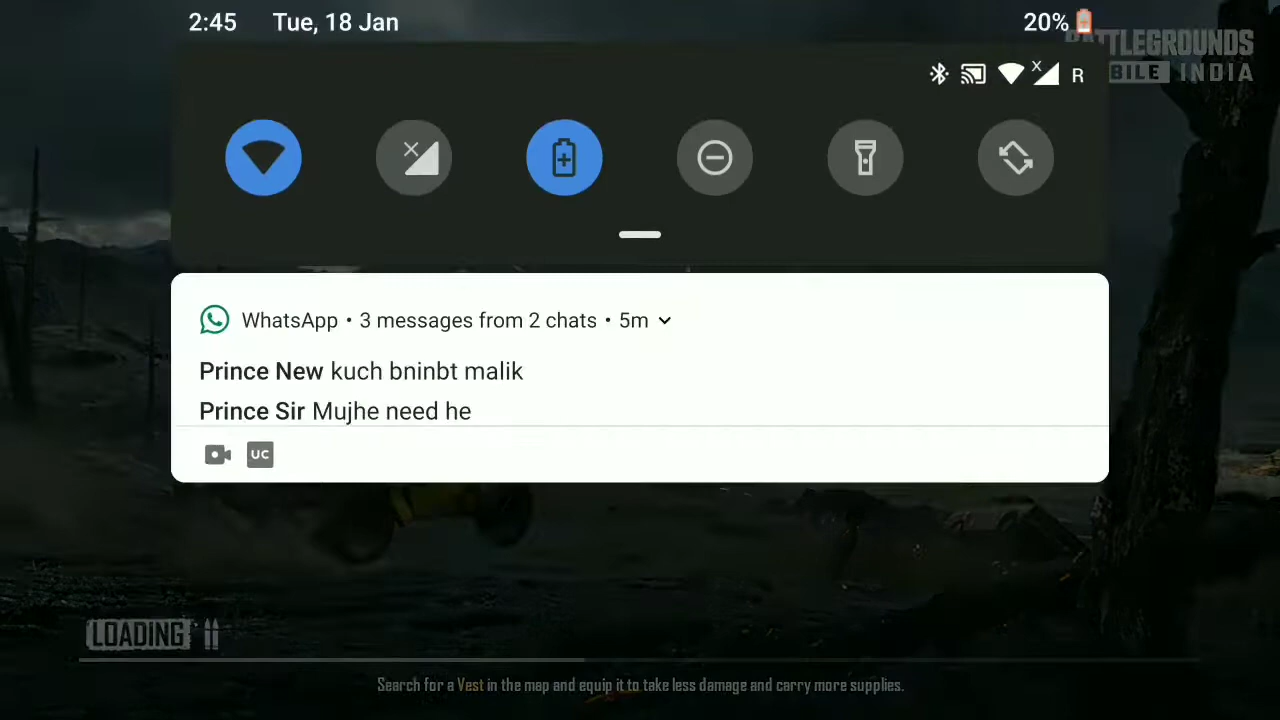 2:45 Tue, 18 Jan 20%
BATTLEGROUNDS
MOBILE INDIA
R
WhatsApp • 3 messages from 2 chats • 5m
Prince New kuch bninbt malik
Prince Sir Mujhe need he
UC
LOADING
Search for a Vest in the map and equip it to take less damage and carry more supplies.